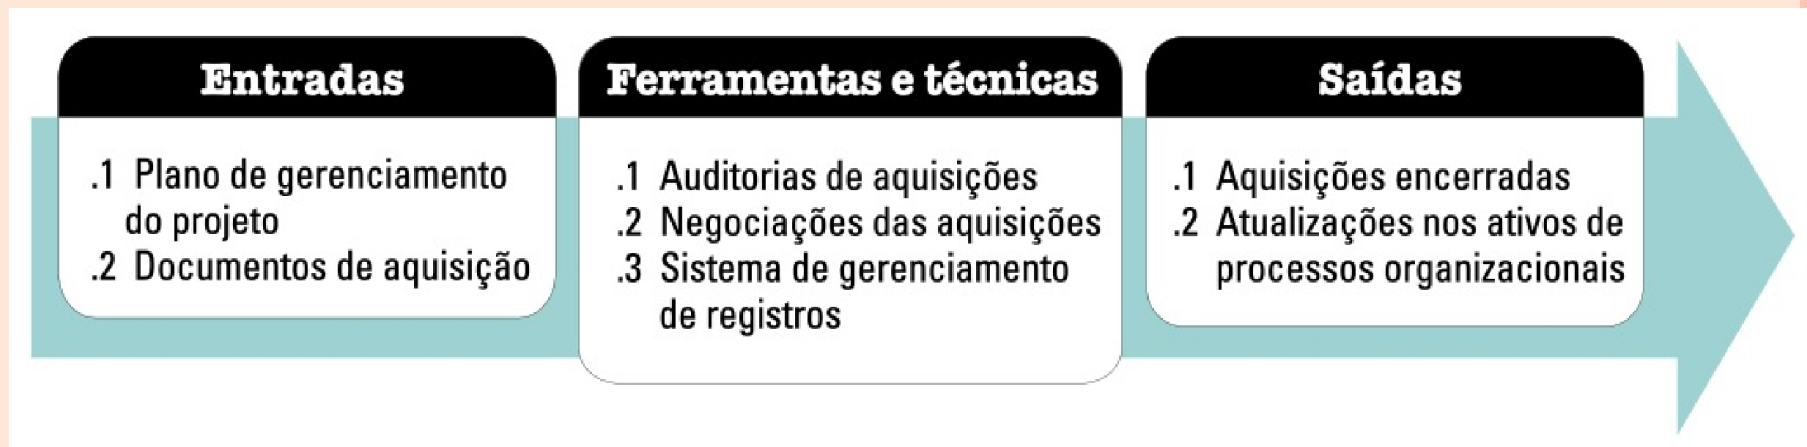 Entradas
.1 Plano de gerenciamento
do projeto
.2 Documentos de aquisição
Ferramentas e técnicas
.1 Auditorias de aquisições
.2 Negociações das aquisições
.3 Sistema de gerenciamento
de registros
Saídas
.1 Aquisições encerradas
.2 Atualizações nos ativos de
processos organizacionais